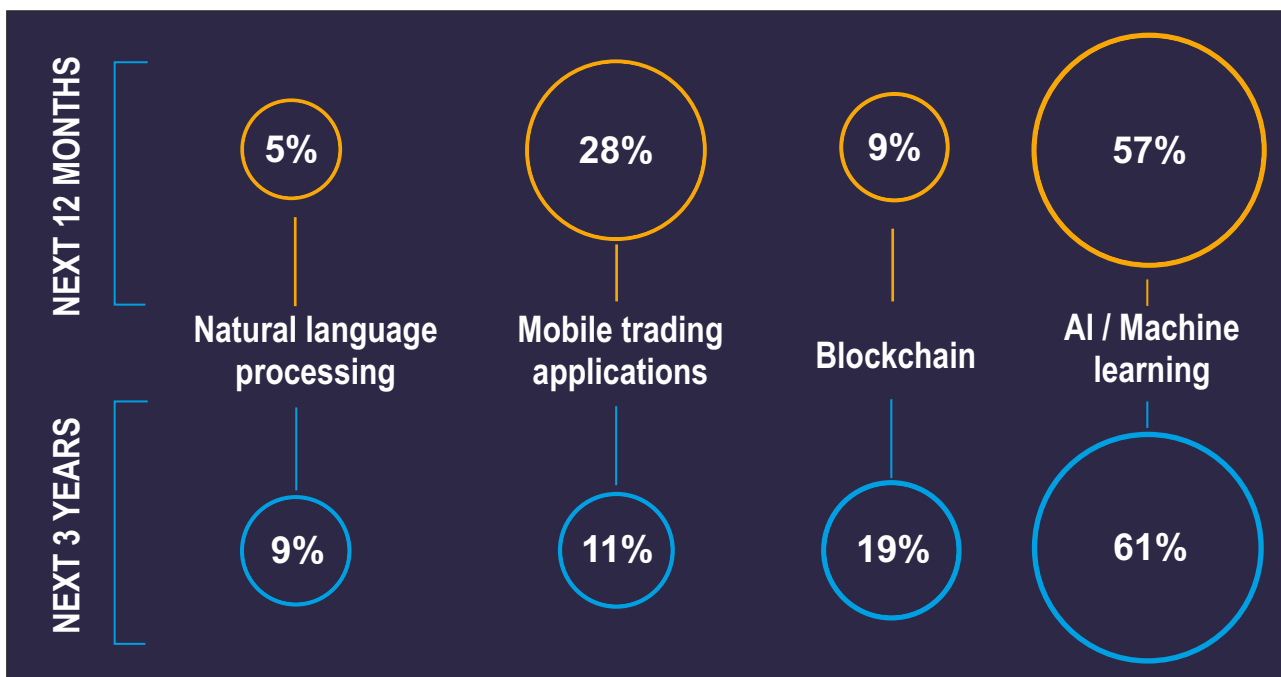 NEXT 12 MONTHS
5%
28%
9%
57%
Natural language
processing
Mobile trading
applications
Blockchain
AI / Machine
learning
NEXT 3 YEARS
9%
11%
19%
61%